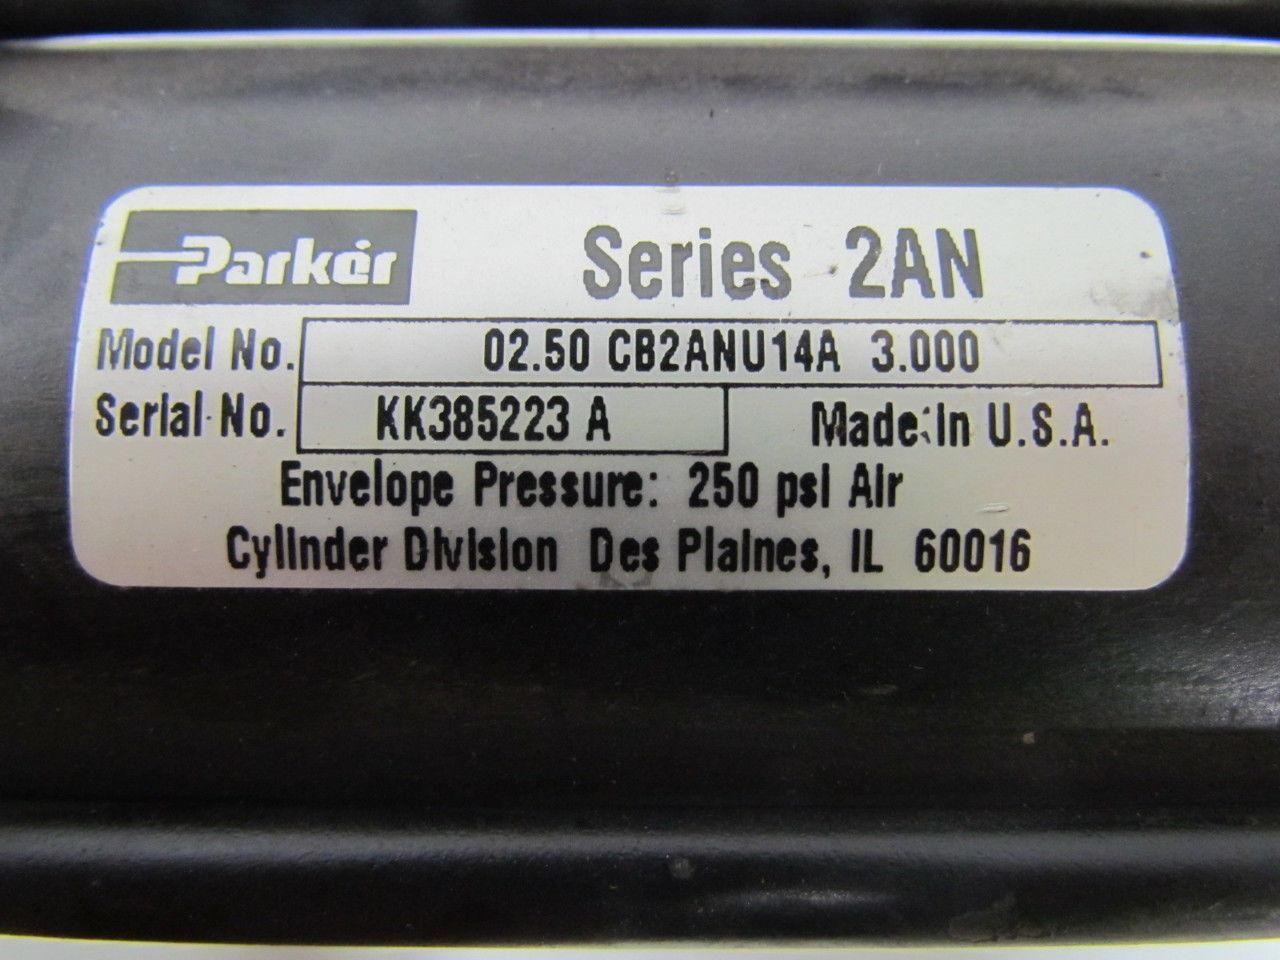 Parker Series 2AN
Model No. 02.50 CB2ANU14A 3.000
Serial No. KK385223 A Made in U.S.A.
Envelope Pressure: 250 psi Air
Cylinder Division Des Plaines, IL 60016